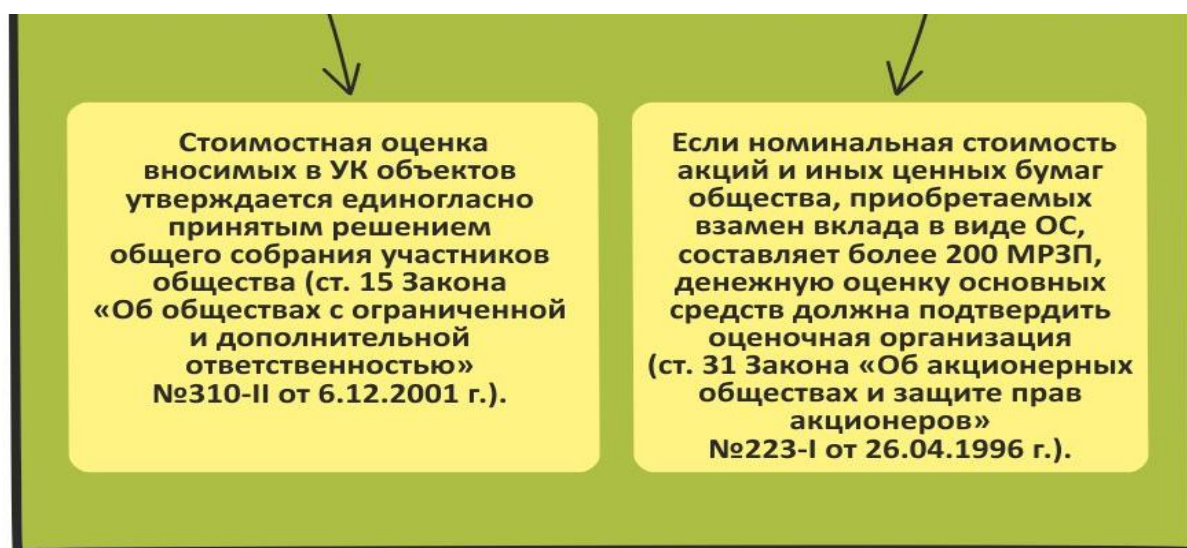 Стоимостная оценка
вносимых в УК объектов
утверждается единогласно
принятым решением
общего собрания участников
общества (ст. 15 Закона
«Об обществах с ограниченной
и дополнительной
ответственностью»
№310-II от 6.12.2001 г.).
Если номинальная стоимость
акций и иных ценных бумаг
общества, приобретаемых
взамен вклада в виде ОС,
составляет более 200 МРЗП,
денежную оценку основных
средств должна подтвердить
оценочная организация
(ст. 31 Закона «Об акционерных
обществах и защите прав
акционеров»
№223-I от 26.04.1996 г.).